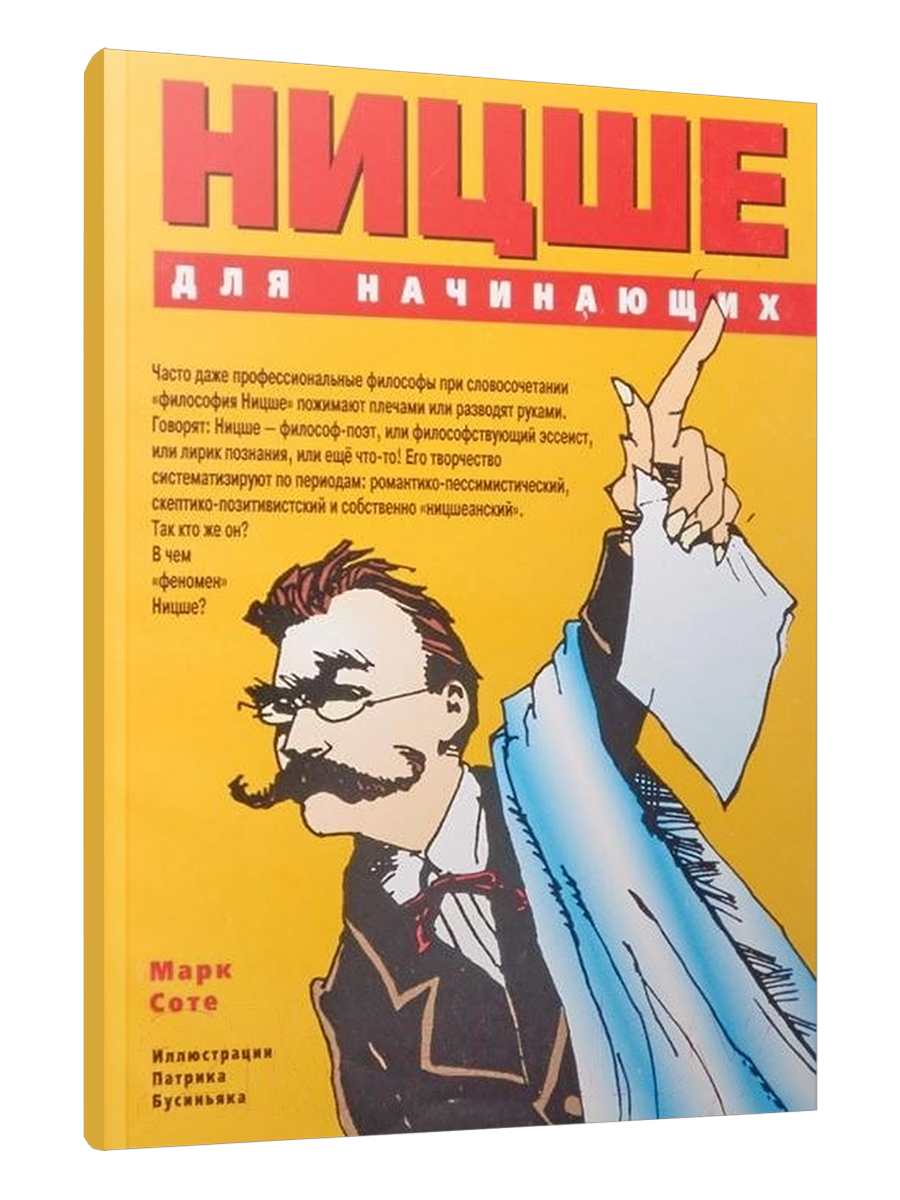 НИЦШЕ
ДЛЯ НАЧИНАЮЩИХ
Часто даже профессиональные философы при словосочетании
«философия Ницше» пожимают плечами или разводят руками.
Говорят: Ницше – философ-поэт, или философствующий эссеист,
или лирик познания, или ещё что-то! Его творчество
систематизируют по периодам: романтико-пессимистический,
скептико-позитивистский и собственно «ницшеанский».
Так кто же он?
В чем
«феномен»
Ницше?
Марк
Соте
Иллюстрации
Патрика
Бусиньяка